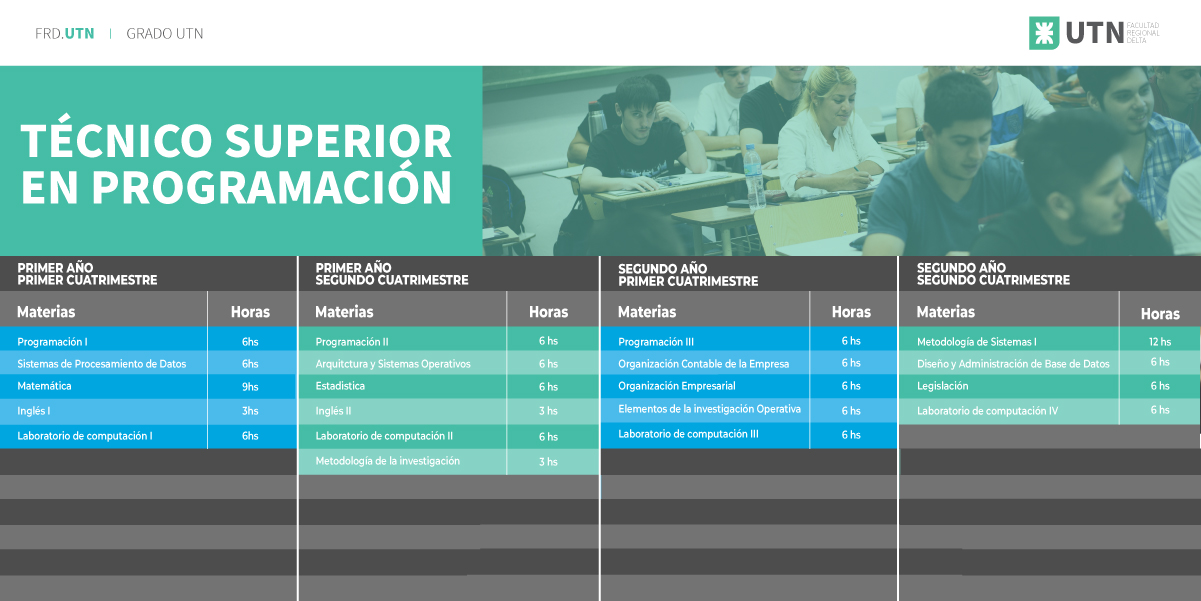 FRD.UTN | GRADO UTN
UTN
FACULTAD
REGIONAL
DELTA
TÉCNICO SUPERIOR
EN PROGRAMACIÓN
PRIMER AÑO
PRIMER CUATRIMESTRE
Materias Horas
Programación I 6hs
Sistemas de Procesamiento de Datos 6hs
Matemática 9hs
Inglés I 3hs
Laboratorio de computación I 6hs
PRIMER AÑO
SEGUNDO CUATRIMESTRE
Materias Horas
Programación II 6 hs
Arquitctura y Sistemas Operativos 6 hs
Estadistica 6 hs
Inglés II 3 hs
Laboratorio de computación II 6 hs
Metodología de la investigación 3 hs
SEGUNDO AÑO
PRIMER CUATRIMESTRE
Materias Horas
Programación III 6 hs
Organización Contable de la Empresa 6 hs
Organización Empresarial 6 hs
Elementos de la investigación Operativa 6 hs
Laboratorio de computación III 6 hs
SEGUNDO AÑO
SEGUNDO CUATRIMESTRE
Materias Horas
Metodología de Sistemas I 12 hs
Diseño y Administración de Base de Datos 6 hs
Legislación 6 hs
Laboratorio de computación IV 6 hs